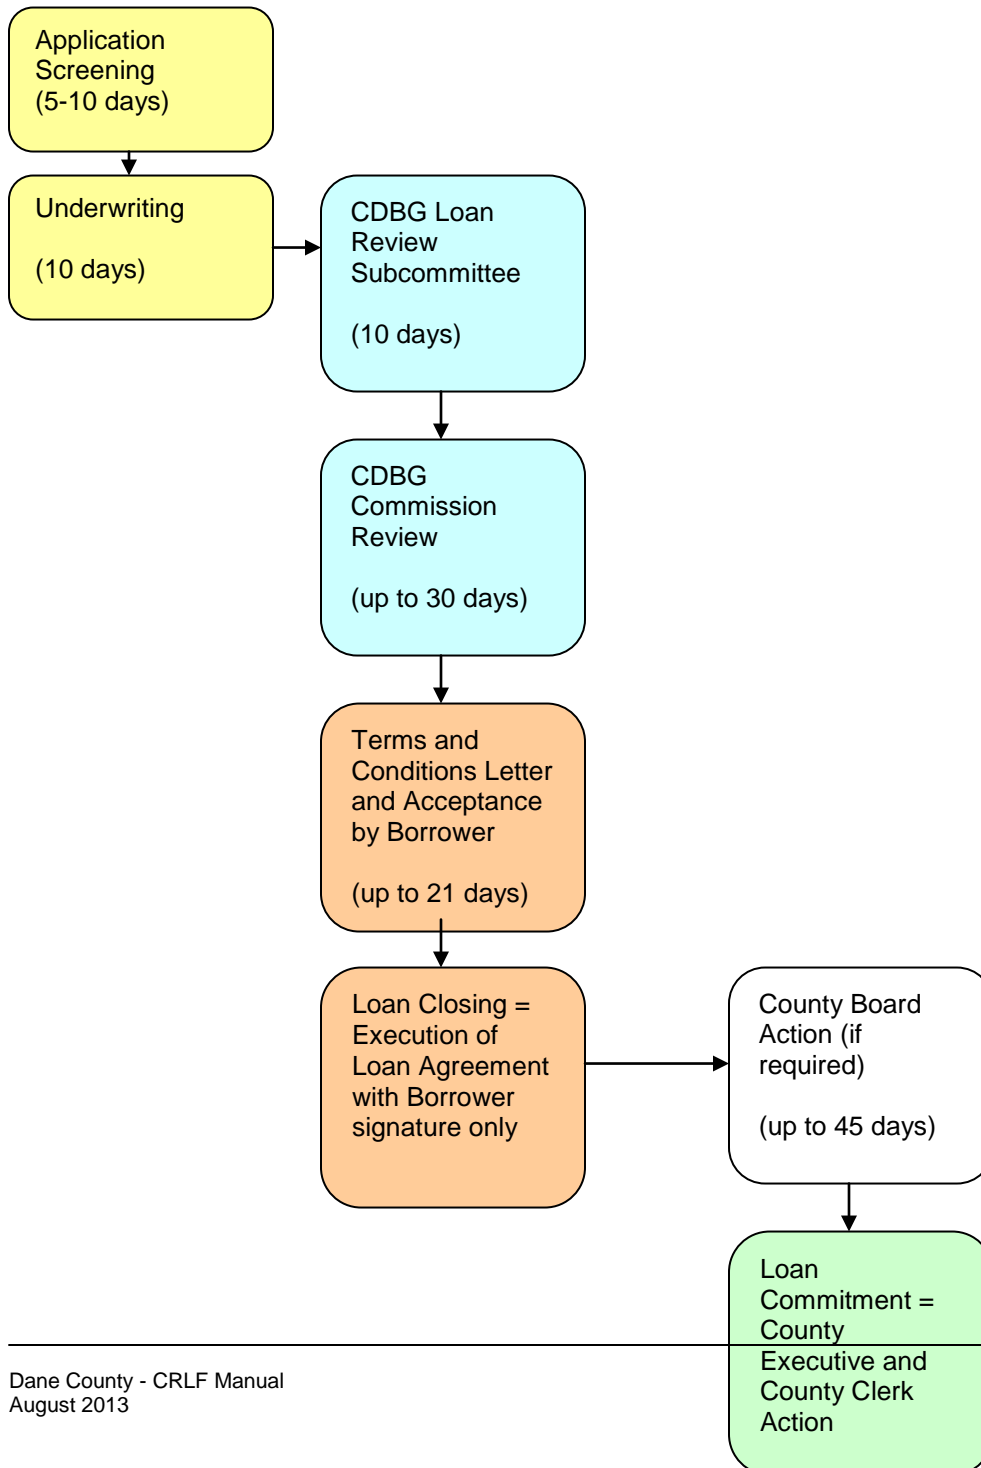 Application
Screening
(5-10 days)
Underwriting
(10 days)
CDBG Loan
Review
Subcommittee
(10 days)
CDBG
Commission
Review
(up to 30 days)
Terms and
Conditions Letter
and Acceptance
by Borrower
(up to 21 days)
Loan Closing =
Execution of
Loan Agreement
with Borrower
signature only
County Board
Action (if
required)
(up to 45 days)
Loan
Commitment =
County
Executive and
County Clerk
Action
Dane County - CRLF Manual
August 2013